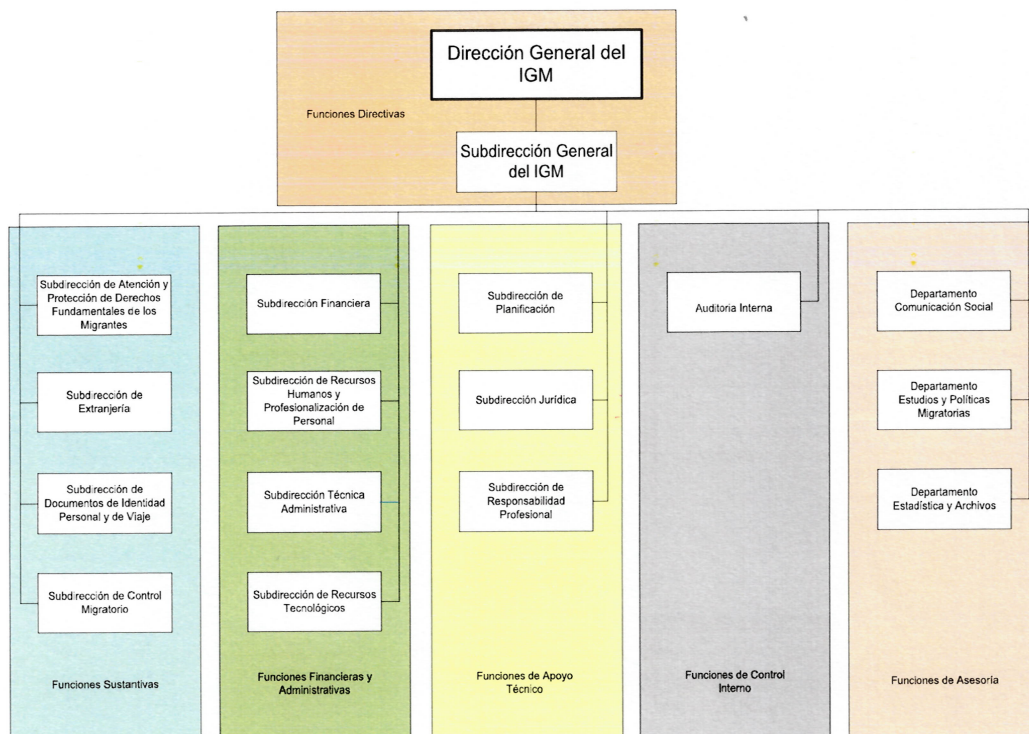 Dirección General del
IGM
Funciones Directivas
Subdirección General
del IGM
Subdirección de Atención y
Protección de Derechos
Fundamentales de los
Migrantes
Subdirección de
Extranjería
Subdirección de
Documentos de Identidad
Personal y de Viaje
Subdirección de Control
Migratorio
Funciones Sustantivas
Subdirección Financiera
Subdirección de Recursos
Humanos y
Profesionalización de
Personal
Subdirección Técnica
Administrativa
Subdirección de Recursos
Tecnológicos
Funciones Financieras y
Administrativas
Subdirección de
Planificación
Subdirección Jurídica
Subdirección de
Responsabilidad
Profesional
Funciones de Apoyo
Técnico
Auditoria Interna
Funciones de Control
Interno
Departamento
Comunicación Social
Departamento
Estudios y Políticas
Migratorias
Departamento
Estadística y Archivos
Funciones de Asesoría